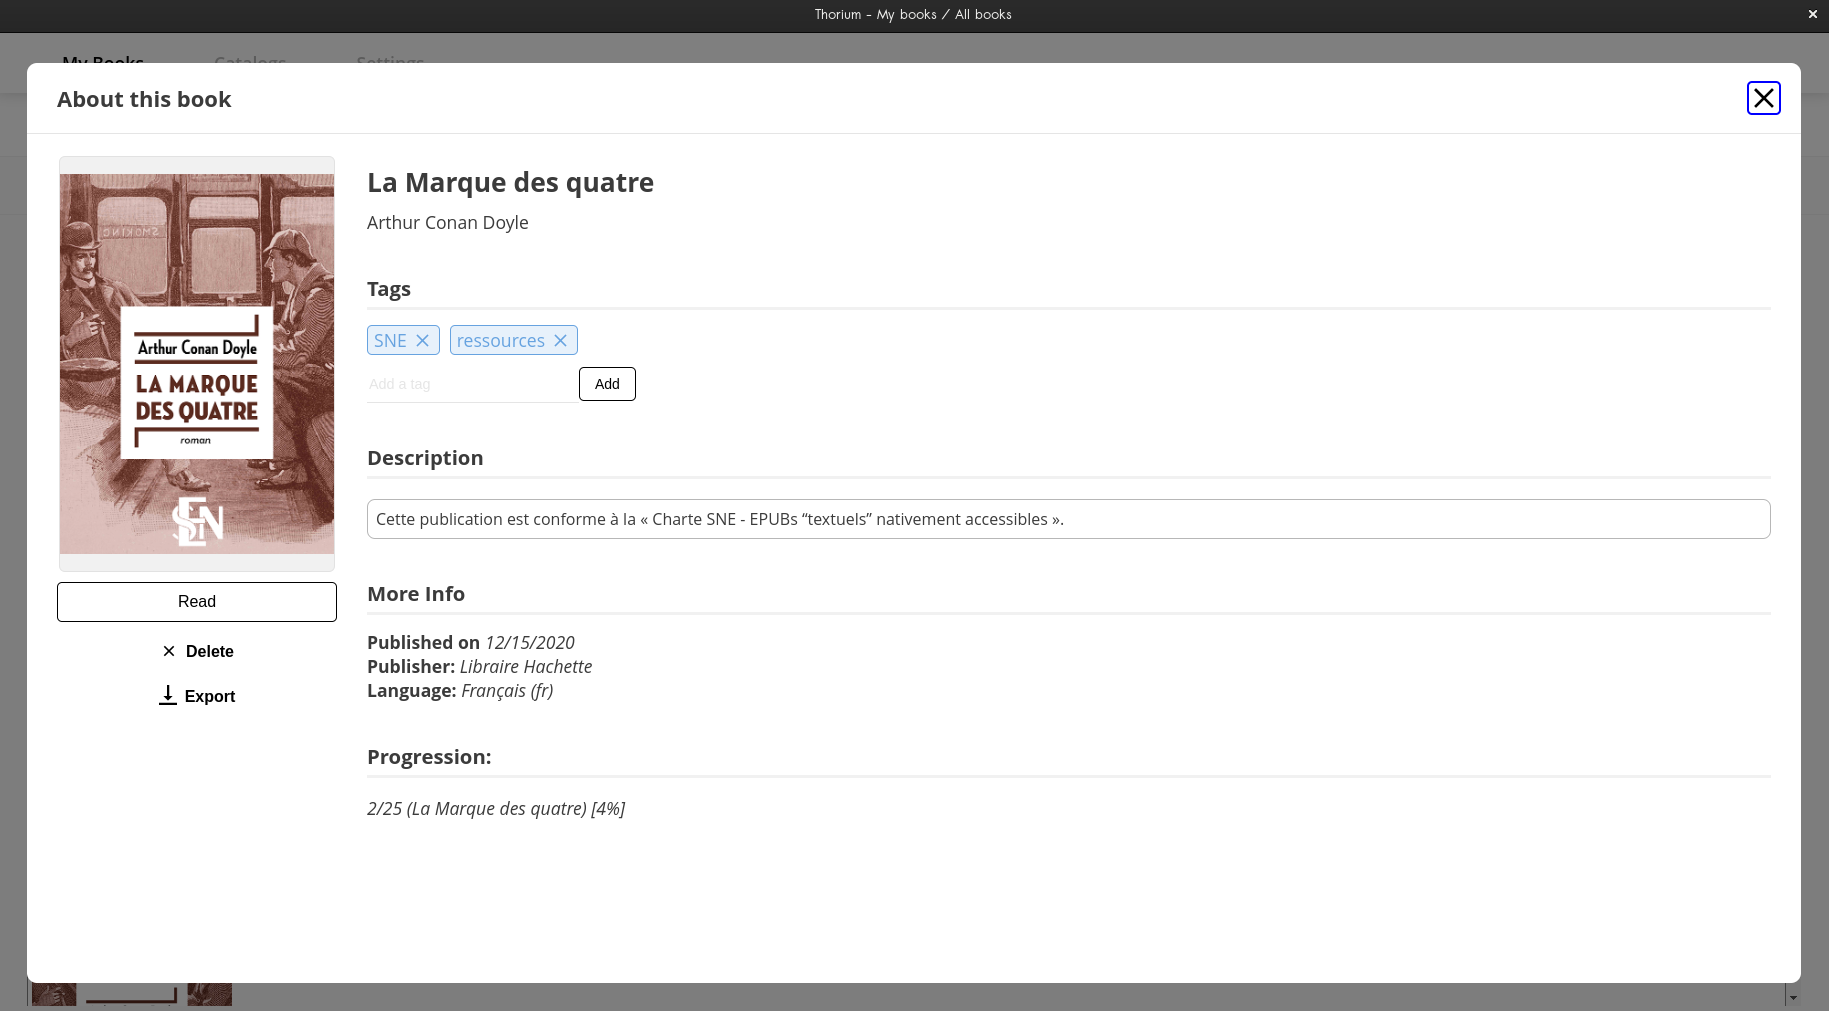 Thorium - My books / All books
My Books Catalogs Settings
About this book
SMOKING
Arthur Conan Doyle
LA MARQUE
DES QUATRE
roman
SEN
Read
Delete
Export
La Marque des quatre
Arthur Conan Doyle
Tags
SNE ressources
Add a tag Add
Description
Cette publication est conforme à la « Charte SNE - EPUBs “textuels” nativement accessibles ».
More Info
Published on 12/15/2020
Publisher: Libraire Hachette
Language: Français (fr)
Progression:
2/25 (La Marque des quatre) [4%]